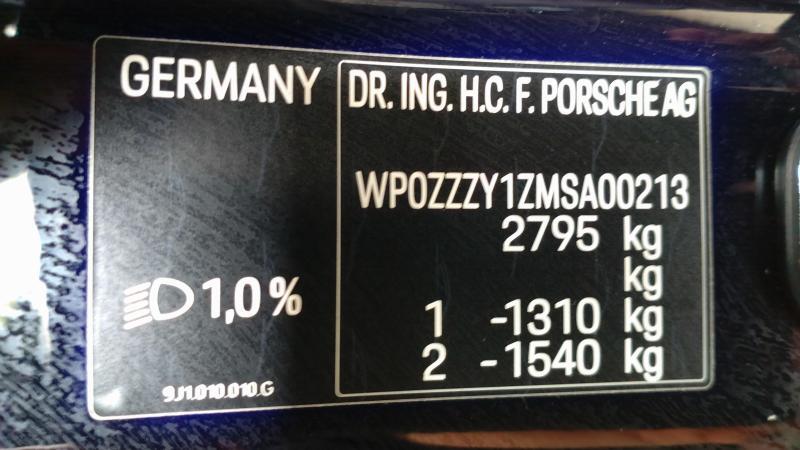 GERMANY
DR. ING. H.C. F. PORSCHE AG
WP0ZZZY1ZMSA00213
2795 kg
kg
1 -1310 kg
2 -1540 kg
1,0 %
9J1.010.010.G